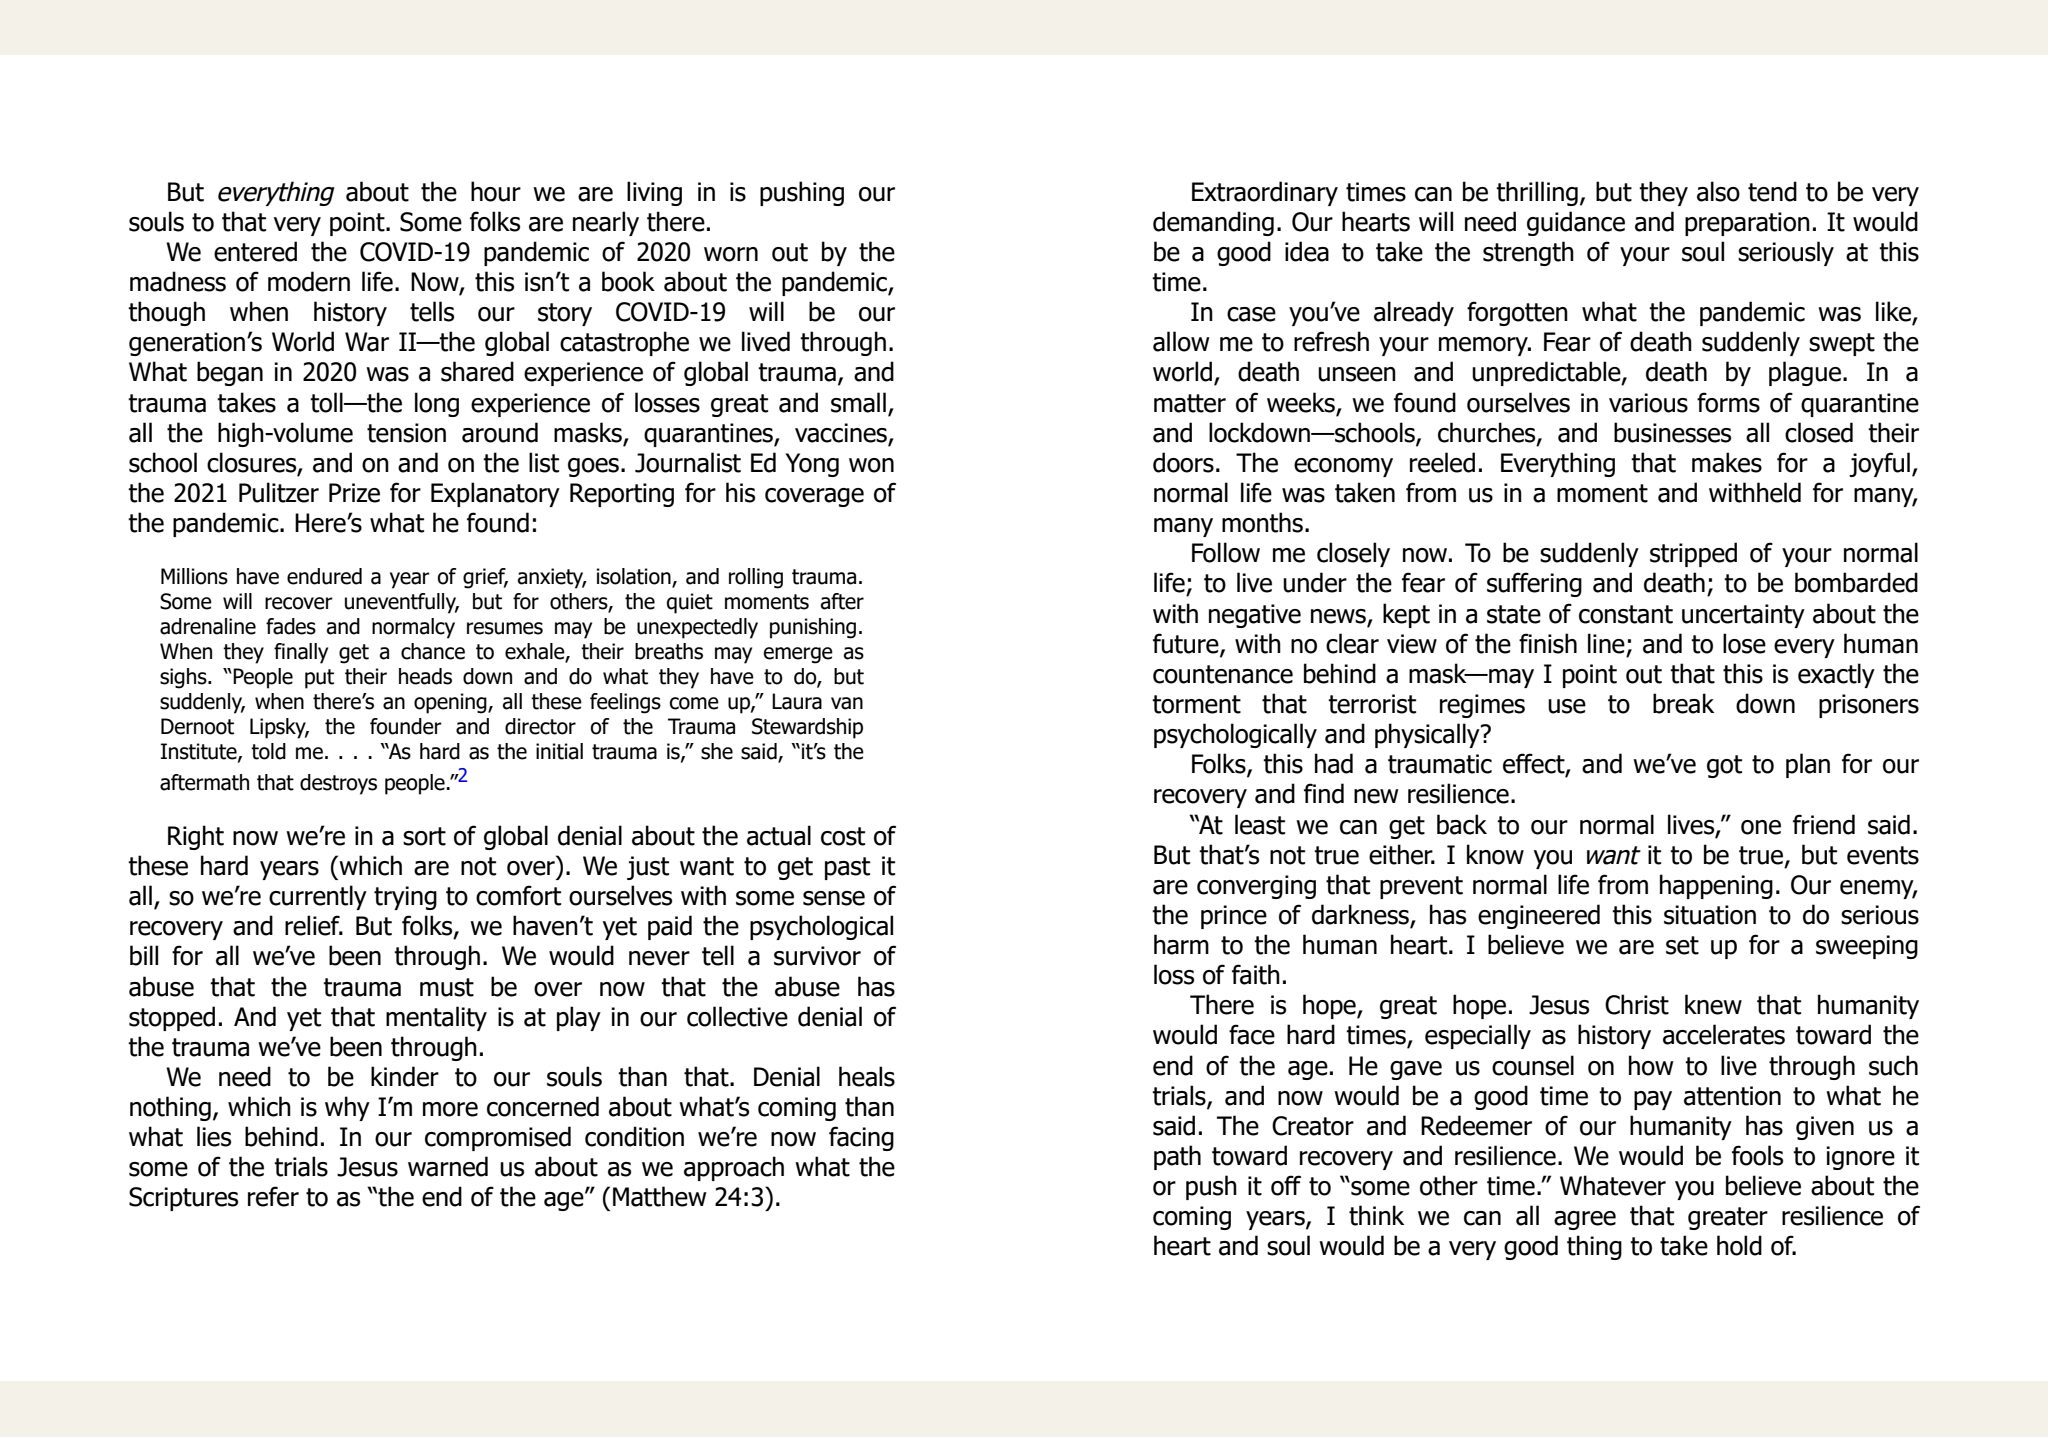 But everything about the hour we are living in is pushing our
souls to that very point. Some folks are nearly there.
We entered the COVID-19 pandemic of 2020 worn out by the
madness of modern life. Now, this isn’t a book about the pandemic,
though when history tells our story COVID-19 will be our
generation’s World War II—the global catastrophe we lived through.
What began in 2020 was a shared experience of global trauma, and
trauma takes a toll—the long experience of losses great and small,
all the high-volume tension around masks, quarantines, vaccines,
school closures, and on and on the list goes. Journalist Ed Yong won
the 2021 Pulitzer Prize for Explanatory Reporting for his coverage of
the pandemic. Here’s what he found:
Millions have endured a year of grief, anxiety, isolation, and rolling trauma.
Some will recover uneventfully, but for others, the quiet moments after
adrenaline fades and normalcy resumes may be unexpectedly punishing.
When they finally get a chance to exhale, their breaths may emerge as
sighs. “People put their heads down and do what they have to do, but
suddenly, when there’s an opening, all these feelings come up,” Laura van
Dernoot Lipsky, the founder and director of the Trauma Stewardship
Institute, told me. . . . “As hard as the initial trauma is,” she said, “it’s the
aftermath that destroys people.”2
Right now we’re in a sort of global denial about the actual cost of
these hard years (which are not over). We just want to get past it
all, so we’re currently trying to comfort ourselves with some sense of
recovery and relief. But folks, we haven’t yet paid the psychological
bill for all we’ve been through. We would never tell a survivor of
abuse that the trauma must be over now that the abuse has
stopped. And yet that mentality is at play in our collective denial of
the trauma we’ve been through.
We need to be kinder to our souls than that. Denial heals
nothing, which is why I’m more concerned about what’s coming than
what lies behind. In our compromised condition we’re now facing
some of the trials Jesus warned us about as we approach what the
Scriptures refer to as “the end of the age” (Matthew 24:3).
Extraordinary times can be thrilling, but they also tend to be very
demanding. Our hearts will need guidance and preparation. It would
be a good idea to take the strength of your soul seriously at this
time.
In case you’ve already forgotten what the pandemic was like,
allow me to refresh your memory. Fear of death suddenly swept the
world, death unseen and unpredictable, death by plague. In a
matter of weeks, we found ourselves in various forms of quarantine
and lockdown—schools, churches, and businesses all closed their
doors. The economy reeled. Everything that makes for a joyful,
normal life was taken from us in a moment and withheld for many,
many months.
Follow me closely now. To be suddenly stripped of your normal
life; to live under the fear of suffering and death; to be bombarded
with negative news, kept in a state of constant uncertainty about the
future, with no clear view of the finish line; and to lose every human
countenance behind a mask—may I point out that this is exactly the
torment that terrorist regimes use to break down prisoners
psychologically and physically?
Folks, this had a traumatic effect, and we’ve got to plan for our
recovery and find new resilience.
“At least we can get back to our normal lives,” one friend said.
But that’s not true either. I know you want it to be true, but events
are converging that prevent normal life from happening. Our enemy,
the prince of darkness, has engineered this situation to do serious
harm to the human heart. I believe we are set up for a sweeping
loss of faith.
There is hope, great hope. Jesus Christ knew that humanity
would face hard times, especially as history accelerates toward the
end of the age. He gave us counsel on how to live through such
trials, and now would be a good time to pay attention to what he
said. The Creator and Redeemer of our humanity has given us a
path toward recovery and resilience. We would be fools to ignore it
or push it off to “some other time.” Whatever you believe about the
coming years, I think we can all agree that greater resilience of
heart and soul would be a very good thing to take hold of.